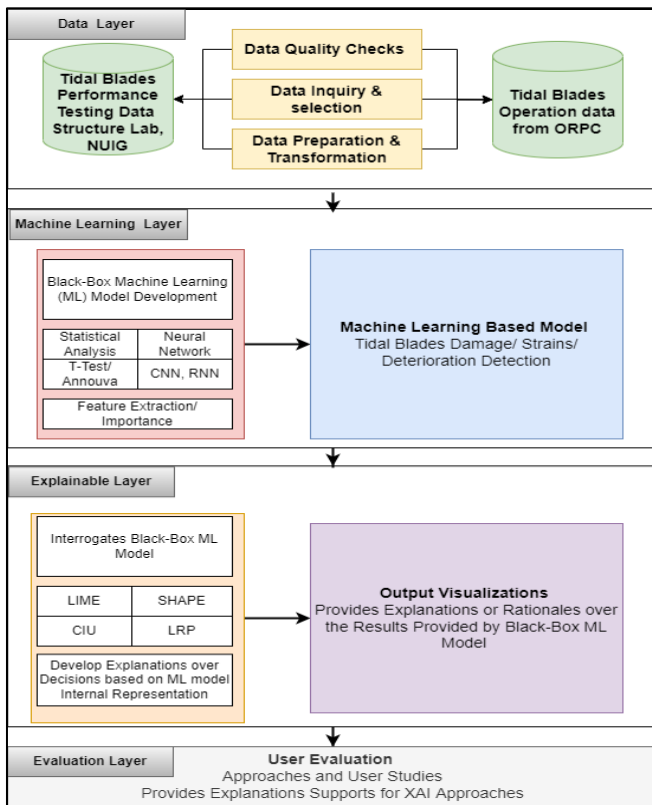 Data Layer
Tidal Blades
Performance
Testing Data
Structure Lab,
NUIG
Data Quality Checks
Data Inquiry &
selection
Data Preparation &
Transformation
Tidal Blades
Operation data
from ORPC
Machine Learning Layer
Black-Box Machine Learning
(ML) Model Development
Statistical
Analysis
Neural
Network
T-Test/
Annouva
CNN, RNN
Feature Extraction/
Importance
Machine Learning Based Model
Tidal Blades Damage/ Strains/
Deterioration Detection
Explainable Layer
Interrogates Black-Box ML
Model
LIME
SHAPE
CIU
LRP
Develop Explanations over
Decisions based on ML model
Internal Representation
Output Visualizations
Provides Explanations or Rationales over
the Results Provided by Black-Box ML
Model
Evaluation Layer
User Evaluation
Approaches and User Studies
Provides Explanations Supports for XAI Approaches